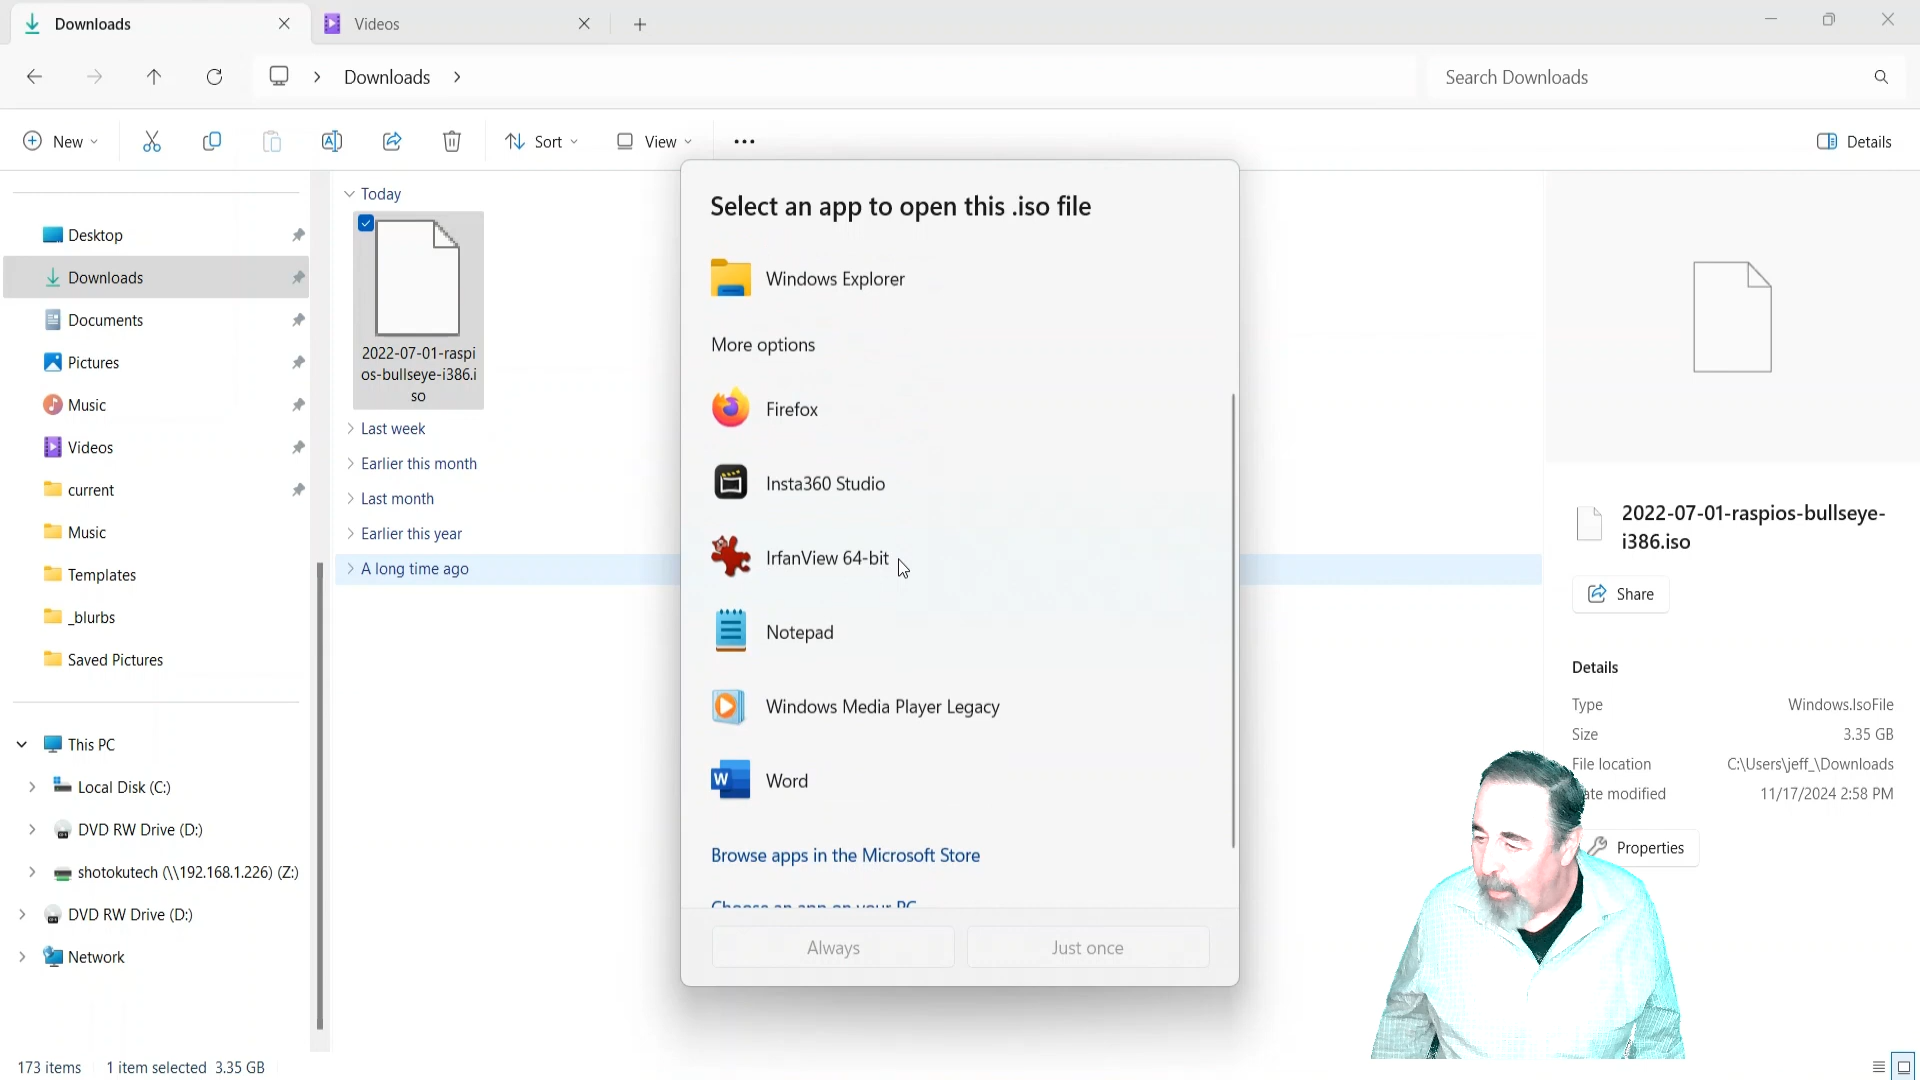 Downloads
Videos
Downloads
Search Downloads
New
Sort
View
Details
Desktop
Downloads
Documents
Pictures
Music
Videos
current
Music
Templates
_blurbs
Saved Pictures
This PC
Local Disk (C:)
DVD RW Drive (D:)
shotokutech (\\192.168.1.226) (Z:)
DVD RW Drive (D:)
Network
Today
2022-07-01-raspi
os-bullseye-i386.i
so
Last week
Earlier this month
Last month
Earlier this year
A long time ago
Select an app to open this .iso file
Windows Explorer
More options
Firefox
Insta360 Studio
IrfanView 64-bit
Notepad
Windows Media Player Legacy
Word
Browse apps in the Microsoft Store
Choose an app on your PC
Always
Just once
2022-07-01-raspios-bullseye-
i386.iso
Share
Details
Type Windows.IsoFile
Size 3.35 GB
File location C:\Users\jeff_\Downloads
ate modified 11/17/2024 2:58 PM
Properties
173 items 1 item selected 3.35 GB